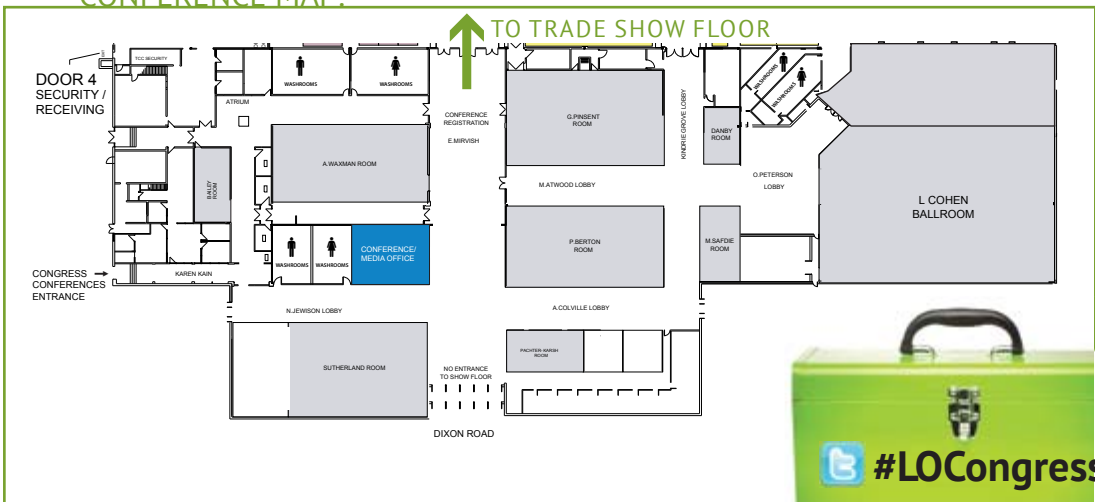 CONFERENCE MAP:
TO TRADE SHOW FLOOR
TCC SECURITY
DOOR 4
SECURITY /
RECEIVING
ATRIUM
WASHROOMS
WASHROOMS
CONFERENCE
REGISTRATION
E.MIRVISH
G.PINSENT
ROOM
KINDRIE GROVE LOBBY
DANBY
ROOM
WASHROOMS
WASHROOMS
O.PETERSON
LOBBY
L COHEN
BALLROOM
A.WAXMAN ROOM
BAILEY
ROOM
M.ATWOOD LOBBY
P.BERTON
ROOM
M.SAFDIE
ROOM
WASHROOMS
WASHROOMS
CONFERENCE/
MEDIA OFFICE
CONGRESS
CONFERENCES
ENTRANCE
KAREN KAIN
N.JEWISON LOBBY
A.COLVILLE LOBBY
SUTHERLAND ROOM
NO ENTRANCE
TO SHOW FLOOR
PACHTER-KARSH
ROOM
DIXON ROAD
#LOCongress